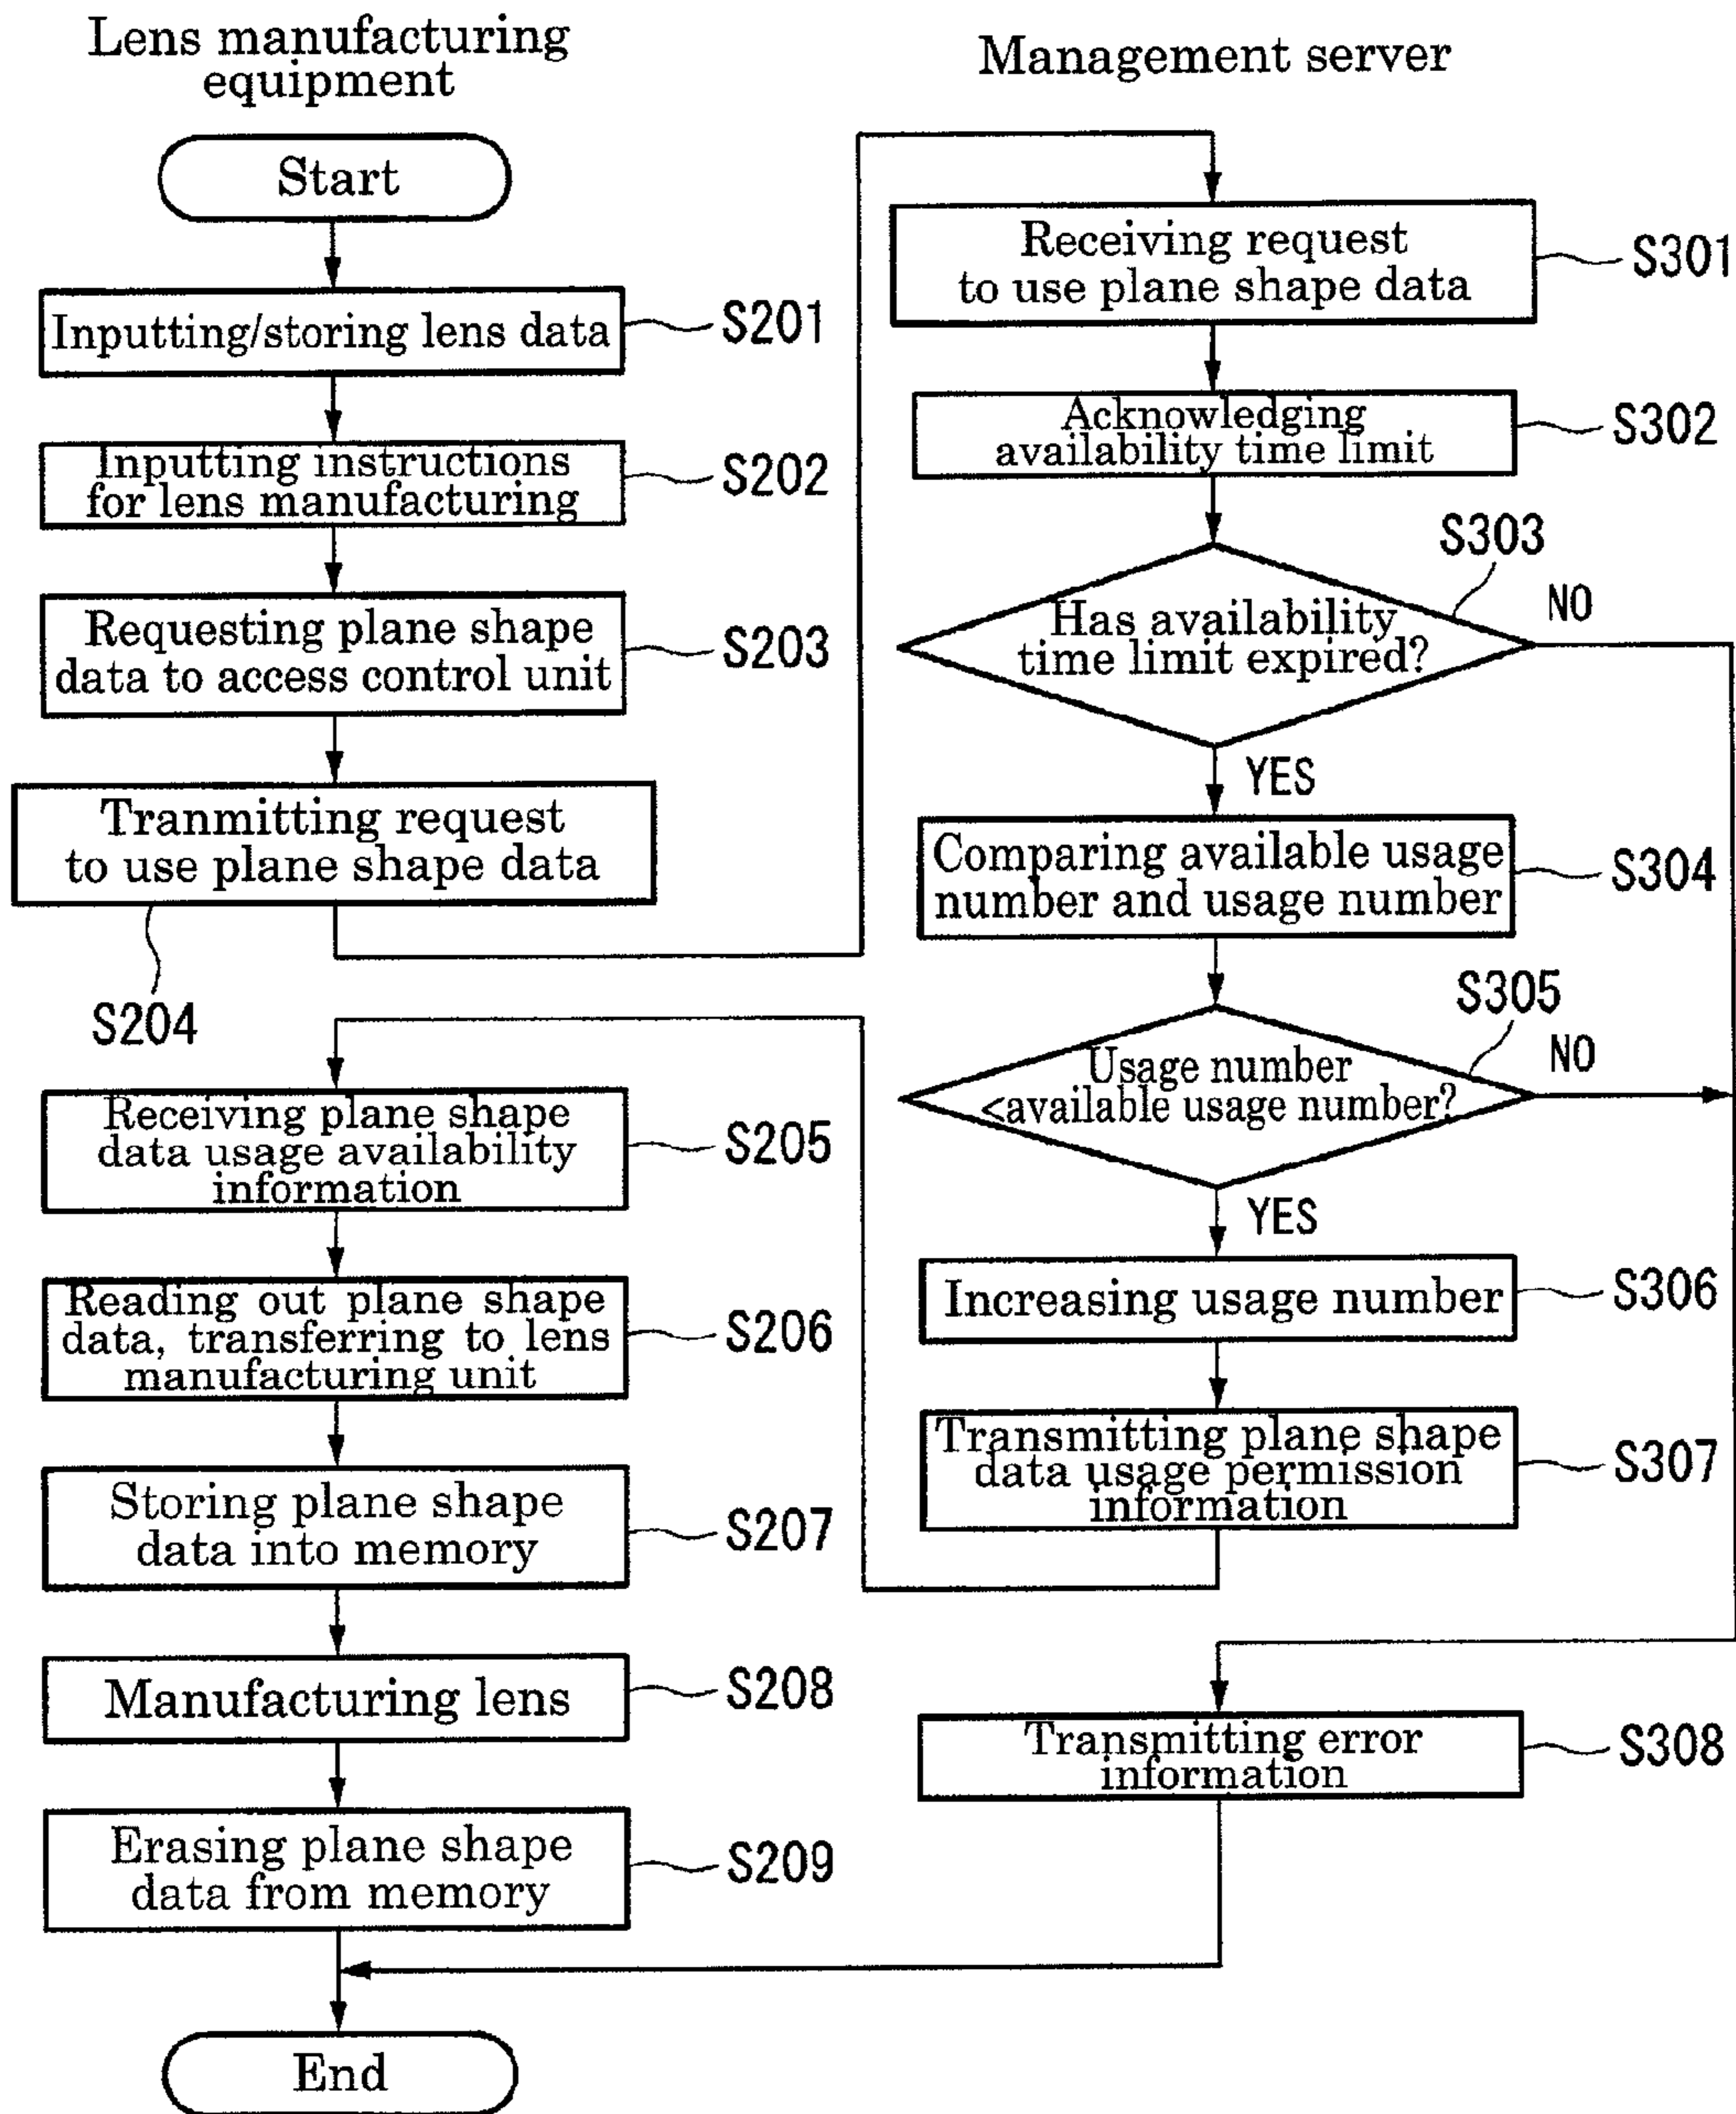 Lens manufacturing
equipment
Start
Inputting/storing lens data
S201
Inputting instructions
for lens manufacturing
S202
Requesting plane shape
data to access control unit
S203
Tranmitting request
to use plane shape data
S204
Receiving plane shape
data usage availability
information
S205
Reading out plane shape
data, transferring to lens
manufacturing unit
S206
Storing plane shape
data into memory
S207
Manufacturing lens
S208
Erasing plane shape
data from memory
S209
End
Management server
Receiving request
to use plane shape data
S301
Acknowledging
availability time limit
S302
S303
Has availability
time limit expired?
NO
YES
Comparing available usage
number and usage number
S304
S305
Usage number
<available usage number?
NO
YES
Increasing usage number
S306
Transmitting plane shape
data usage permission
information
S307
Transmitting error
information
S308